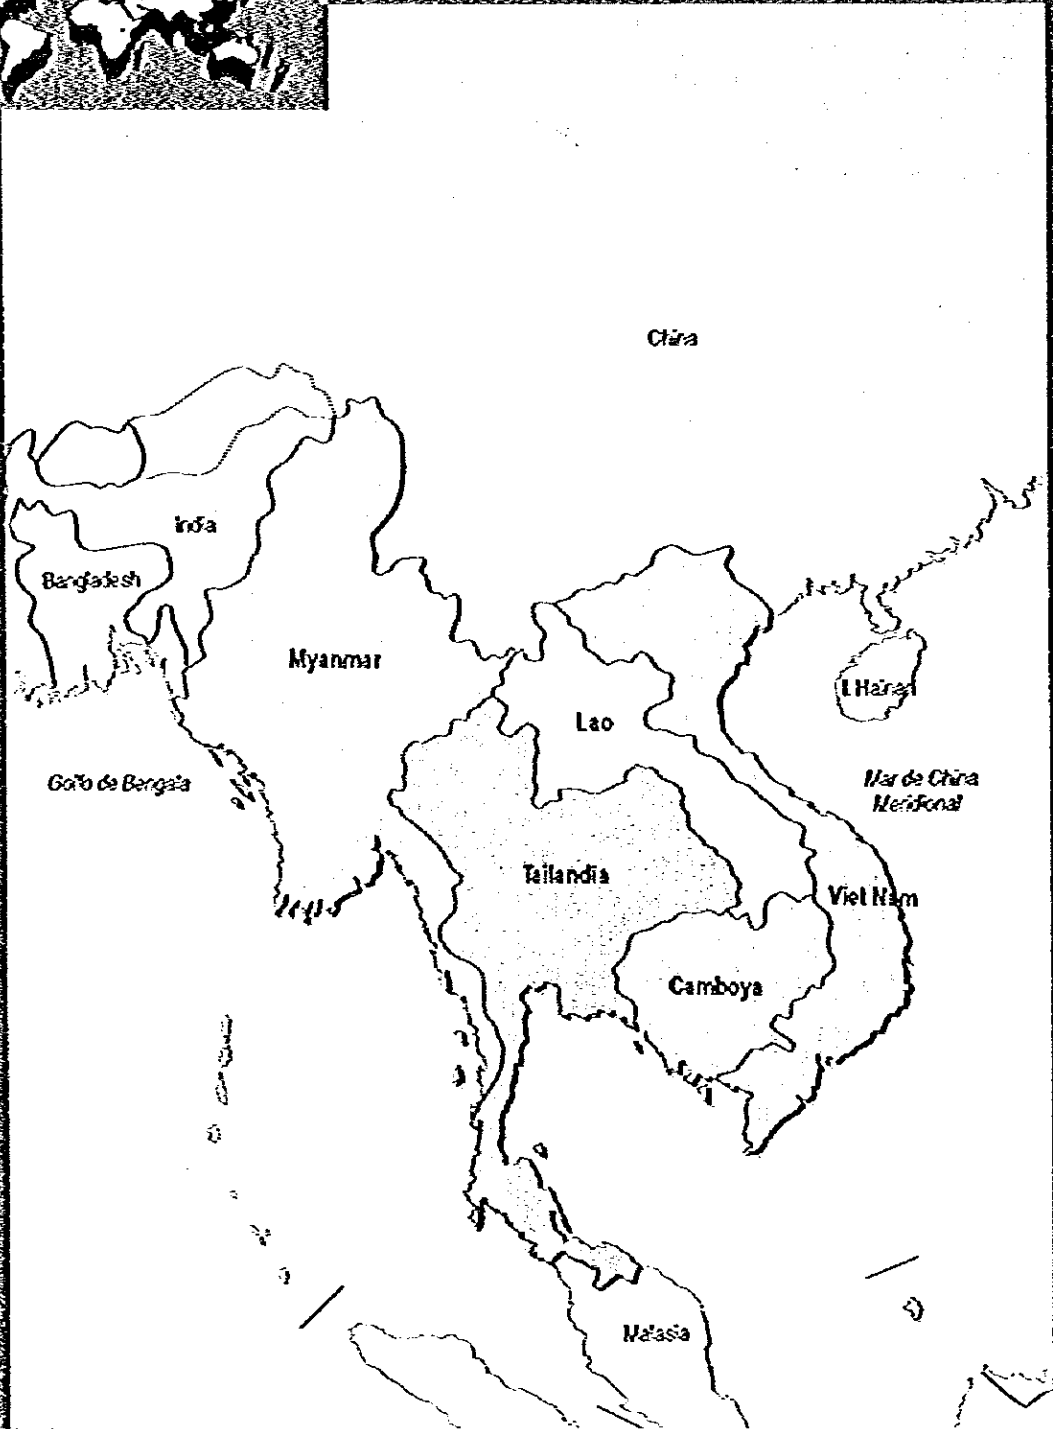 China
India
Bangladesh
Myanmar
I. Hainan
Lao
Golfo de Bengala
Mar de China
Meridional
Tailandia
Viet Nam
Camboya
Malasia